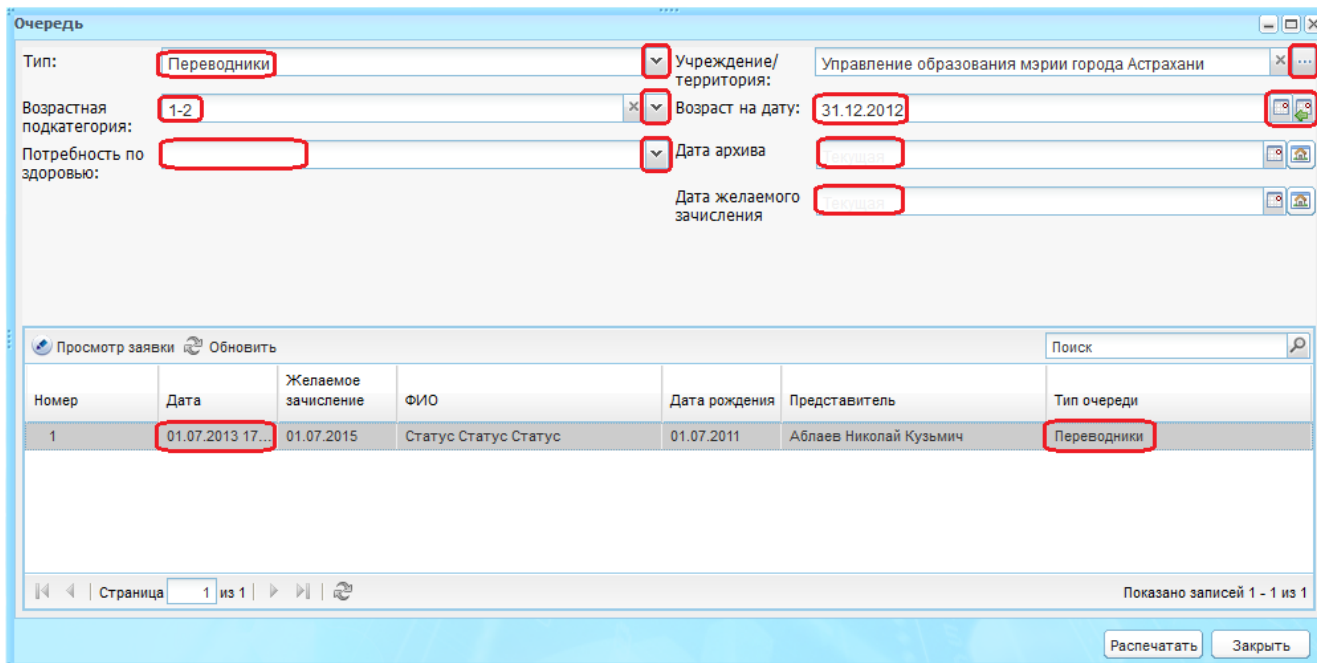 Очередь
Тип: Переводники Учреждение/ территория: Управление образования мэрии города Астрахани
Возрастная подкатегория: 1-2 Возраст на дату: 31.12.2012
Потребность по здоровью: Дата архива Текущая
Дата желаемого зачисления Текущая
Просмотр заявки Обновить Поиск
Номер Дата Желаемое зачисление ФИО Дата рождения Представитель Тип очереди
1 01.07.2013 17... 01.07.2015 Статус Статус Статус 01.07.2011 Аблаев Николай Кузьмич Переводники
Страница 1 из 1 Показано записей 1 - 1 из 1
Распечатать Закрыть